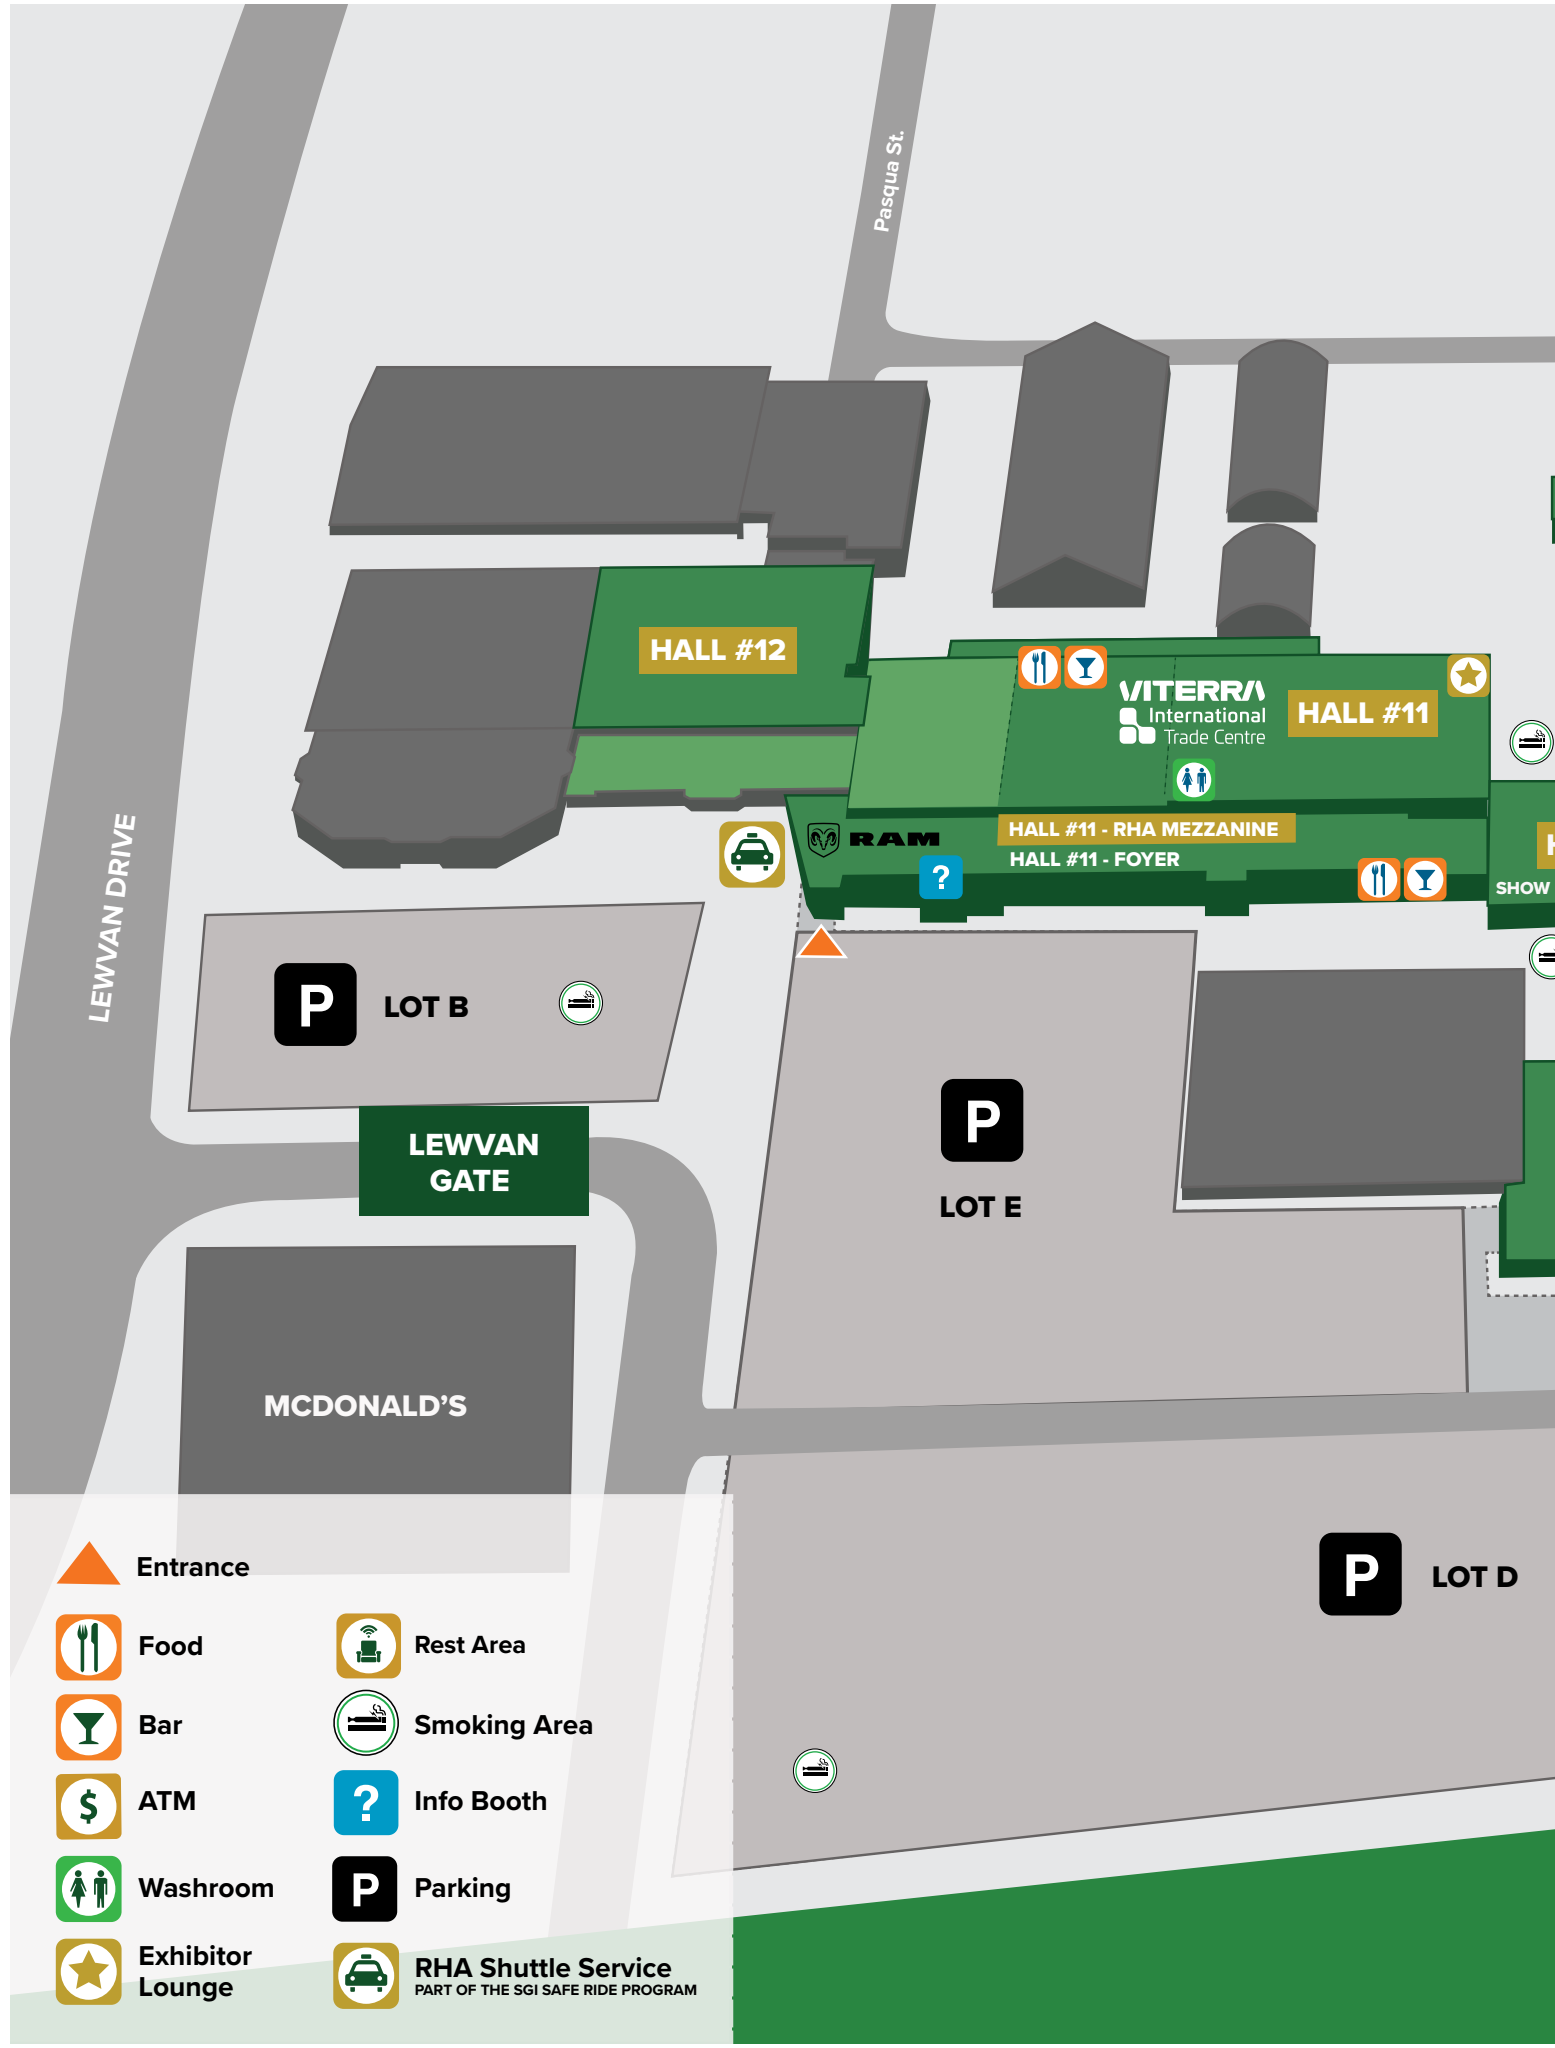 Pasqua St.
HALL #12
VITERRA
International
Trade Centre
HALL #11
RAM
HALL #11 - RHA MEZZANINE
HALL #11 - FOYER
?
H
SHOW
LEWVAN DRIVE
P
LOT B
P
LOT E
LEWVAN
GATE
MCDONALD’S
P
LOT D
Entrance
Food
Rest Area
Bar
Smoking Area
$
ATM
?
Info Booth
Washroom
P
Parking
Exhibitor
Lounge
RHA Shuttle Service
PART OF THE SGI SAFE RIDE PROGRAM